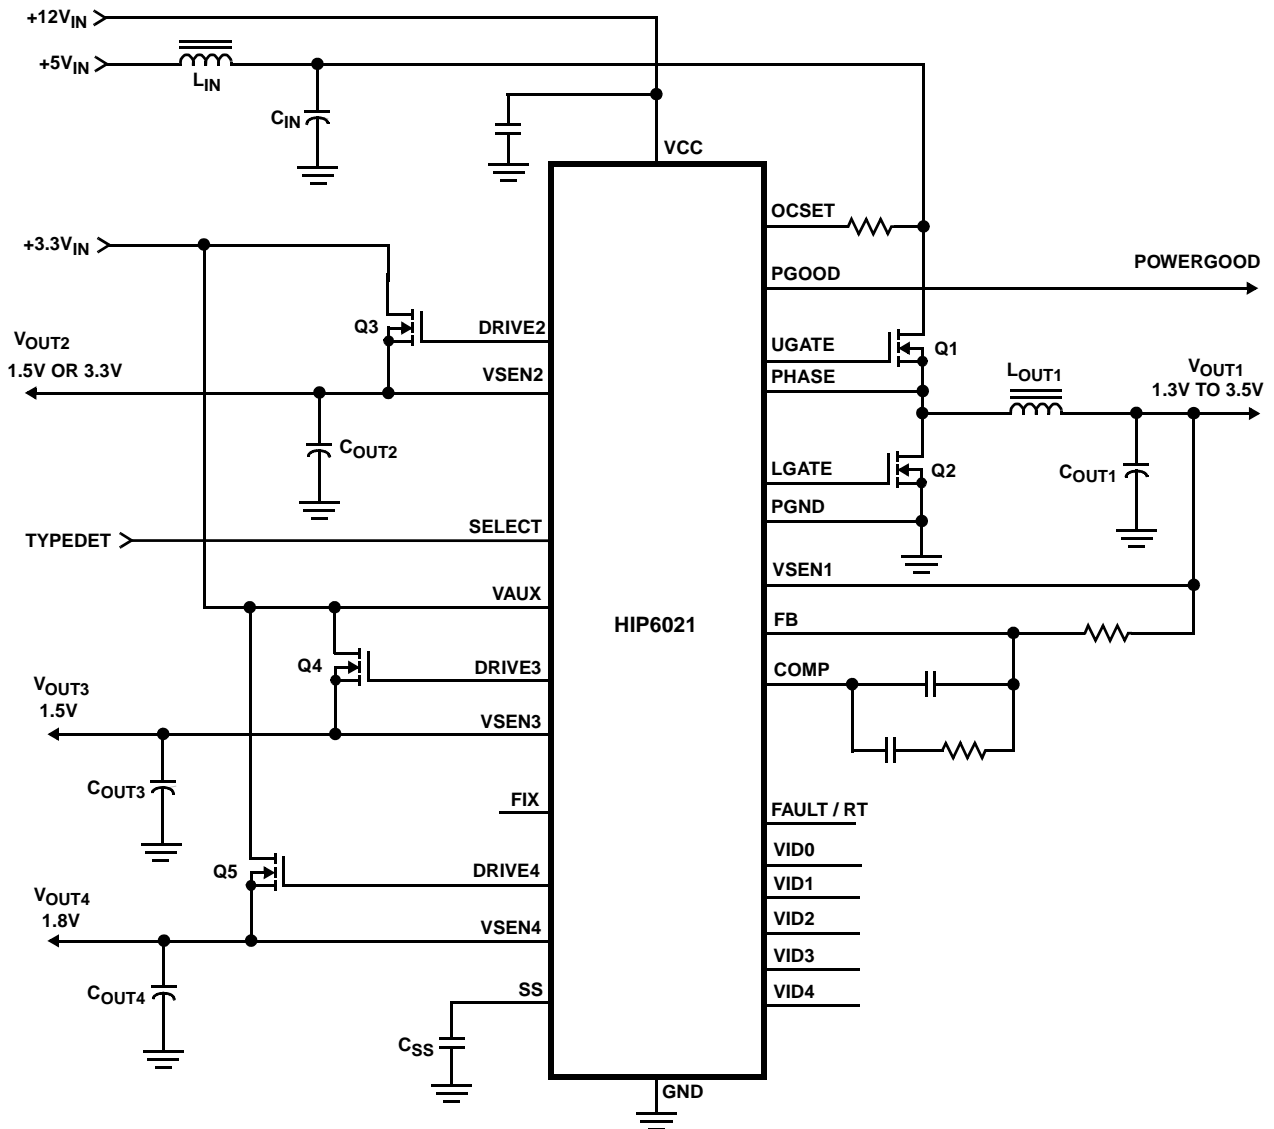 +12VIN
+5VIN
LIN
CIN
VCC
+3.3VIN
OCSET
PGOOD
POWERGOOD
Q3
DRIVE2
UGATE
Q1
VOUT2
1.5V OR 3.3V
VSEN2
PHASE
LOUT1
VOUT1
1.3V TO 3.5V
COUT2
LGATE
Q2
COUT1
PGND
TYPEDET
SELECT
VSEN1
VAUX
HIP6021
FB
Q4
DRIVE3
COMP
VOUT3
1.5V
VSEN3
COUT3
FIX
FAULT / RT
VID0
Q5
DRIVE4
VID1
VOUT4
1.8V
VSEN4
VID2
VID3
COUT4
SS
VID4
CSS
GND